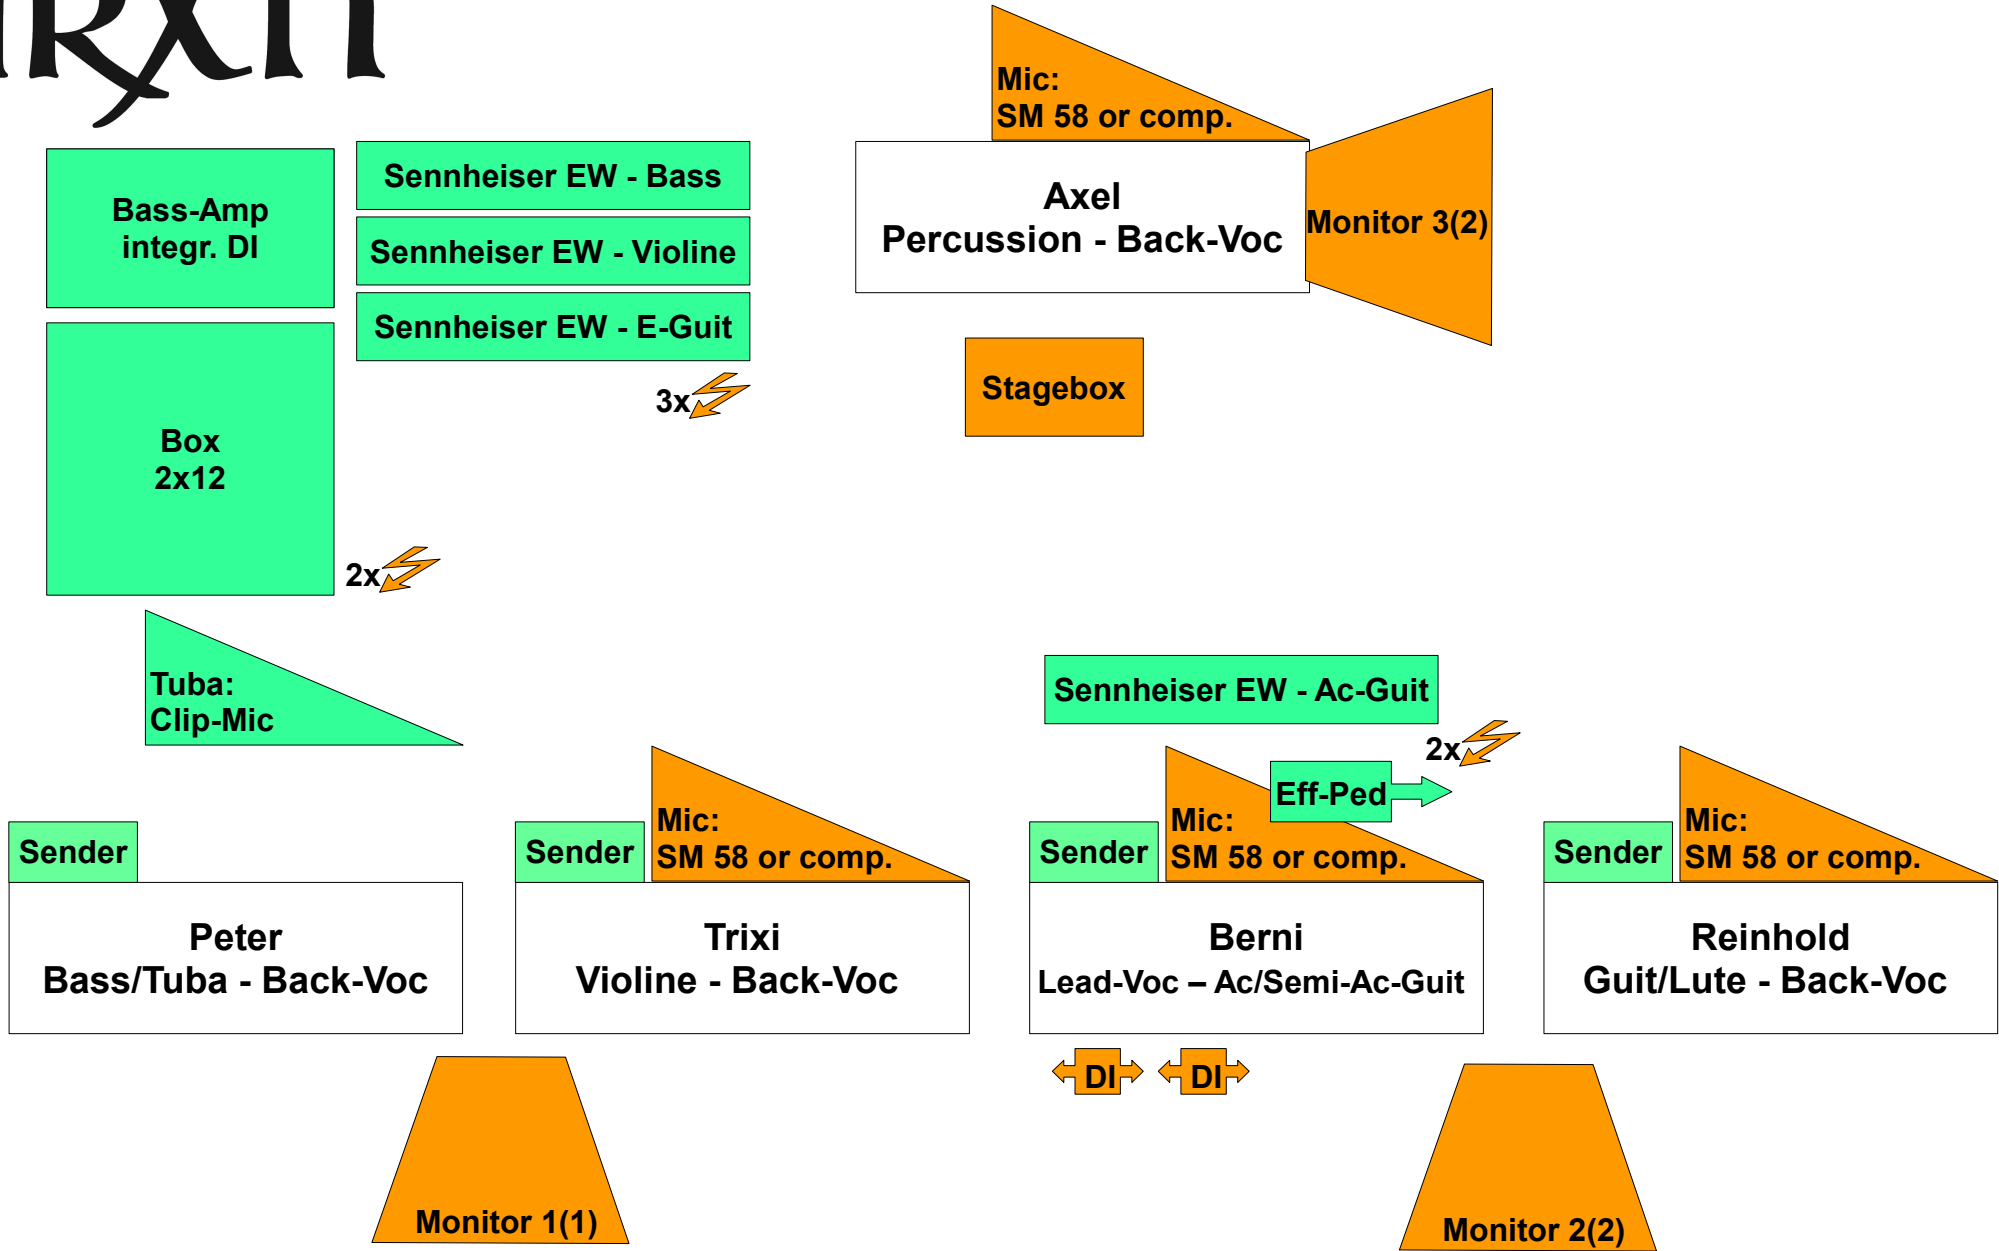 Mic:
SM 58 or comp.
Bass-Amp
integr. DI
Sennheiser EW - Bass
Sennheiser EW - Violine
Sennheiser EW - E-Guit
Axel
Percussion - Back-Voc
Monitor 3(2)
3x
Stagebox
Box
2x12
2x
Tuba:
Clip-Mic
Sennheiser EW - Ac-Guit
2x
Eff-Ped
Sender
Sender
Mic:
SM 58 or comp.
Sender
Mic:
SM 58 or comp.
Sender
Mic:
SM 58 or comp.
Peter
Bass/Tuba - Back-Voc
Trixi
Violine - Back-Voc
Berni
Lead-Voc – Ac/Semi-Ac-Guit
Reinhold
Guit/Lute - Back-Voc
DI
DI
Monitor 1(1)
Monitor 2(2)